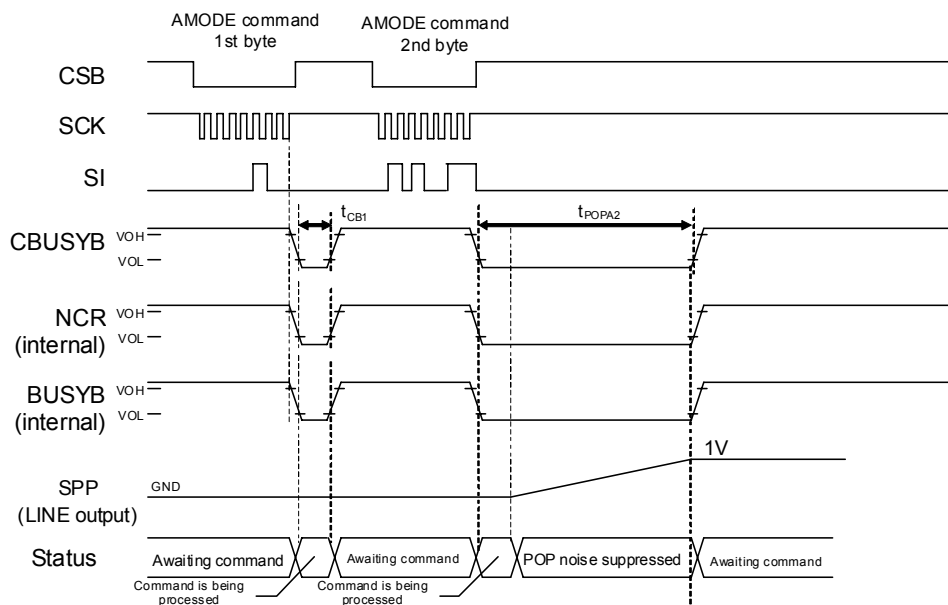 AMODE command
1st byte
AMODE command
2nd byte
CSB
SCK
SI
tCB1
tPOPA2
CBUSYB
VOH
VOL
NCR
(internal)
VOH
VOL
BUSYB
(internal)
VOH
VOL
1V
SPP
(LINE output)
GND
Status
Awaiting command
Awaiting command
POP noise suppressed
Awaiting command
Command is being
processed
Command is being
processed